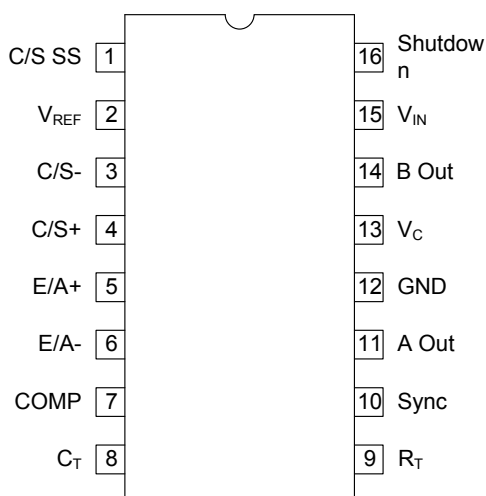 C/S SS 1 16 Shutdow
n
VREF 2 15 VIN
C/S- 3 14 B Out
C/S+ 4 13 VC
E/A+ 5 12 GND
E/A- 6 11 A Out
COMP 7 10 Sync
CT 8 9 RT